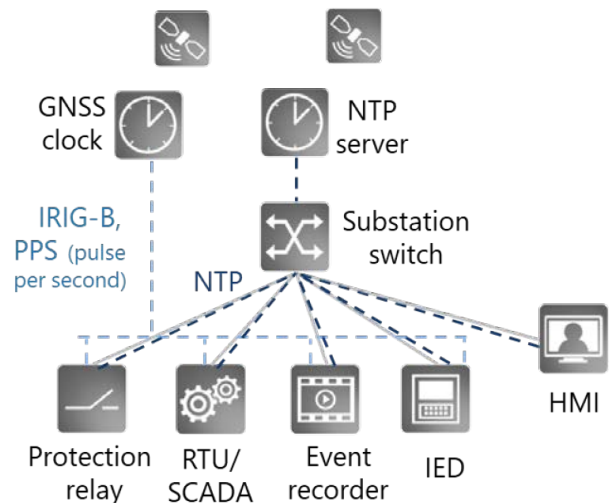 GNSS
clock
NTP
server
IRIG-B,
PPS (pulse
per second)
Substation
switch
NTP
HMI
Protection
relay
RTU/
SCADA
Event
recorder
IED